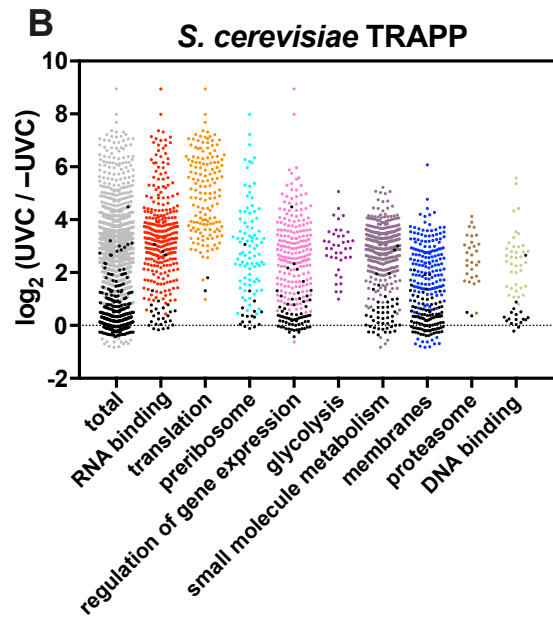 B
S. cerevisiae TRAPP
log₂ (UVC / –UVC)
10
8
6
4
2
0
-2
total
RNA binding
translation
preribosome
regulation of gene expression
glycolysis
small molecule metabolism
membranes
proteasome
DNA binding